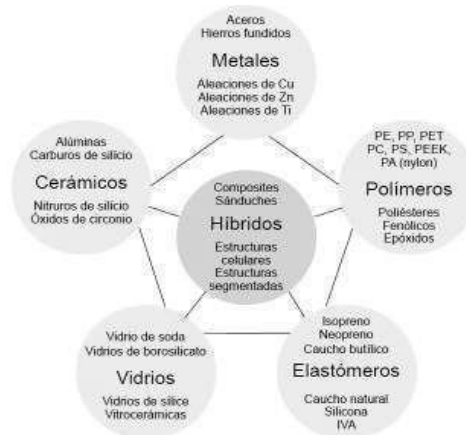 Aceros
Hierros fundidos
Metales
Aleaciones de Cu
Aleaciones de Zn
Aleaciones de Ti
Alúminas
Carburos de silício
Cerámicos
Nitruros de silício
Óxidos de circonio
PE, PP, PET
PC, PS, PEEK,
PA (nylon)
Polímeros
Poliésteres
Fenólicos
Epóxidos
Composites
Sánduches
Híbridos
Estructuras
celulares
Estructuras
segmentadas
Vidrio de soda
Vidrios de borosilicato
Vidrios
Vidrios de sílice
Vitrocerámicas
Isopreno
Neopreno
Caucho butílico
Elastómeros
Caucho natural
Silicona
IVA